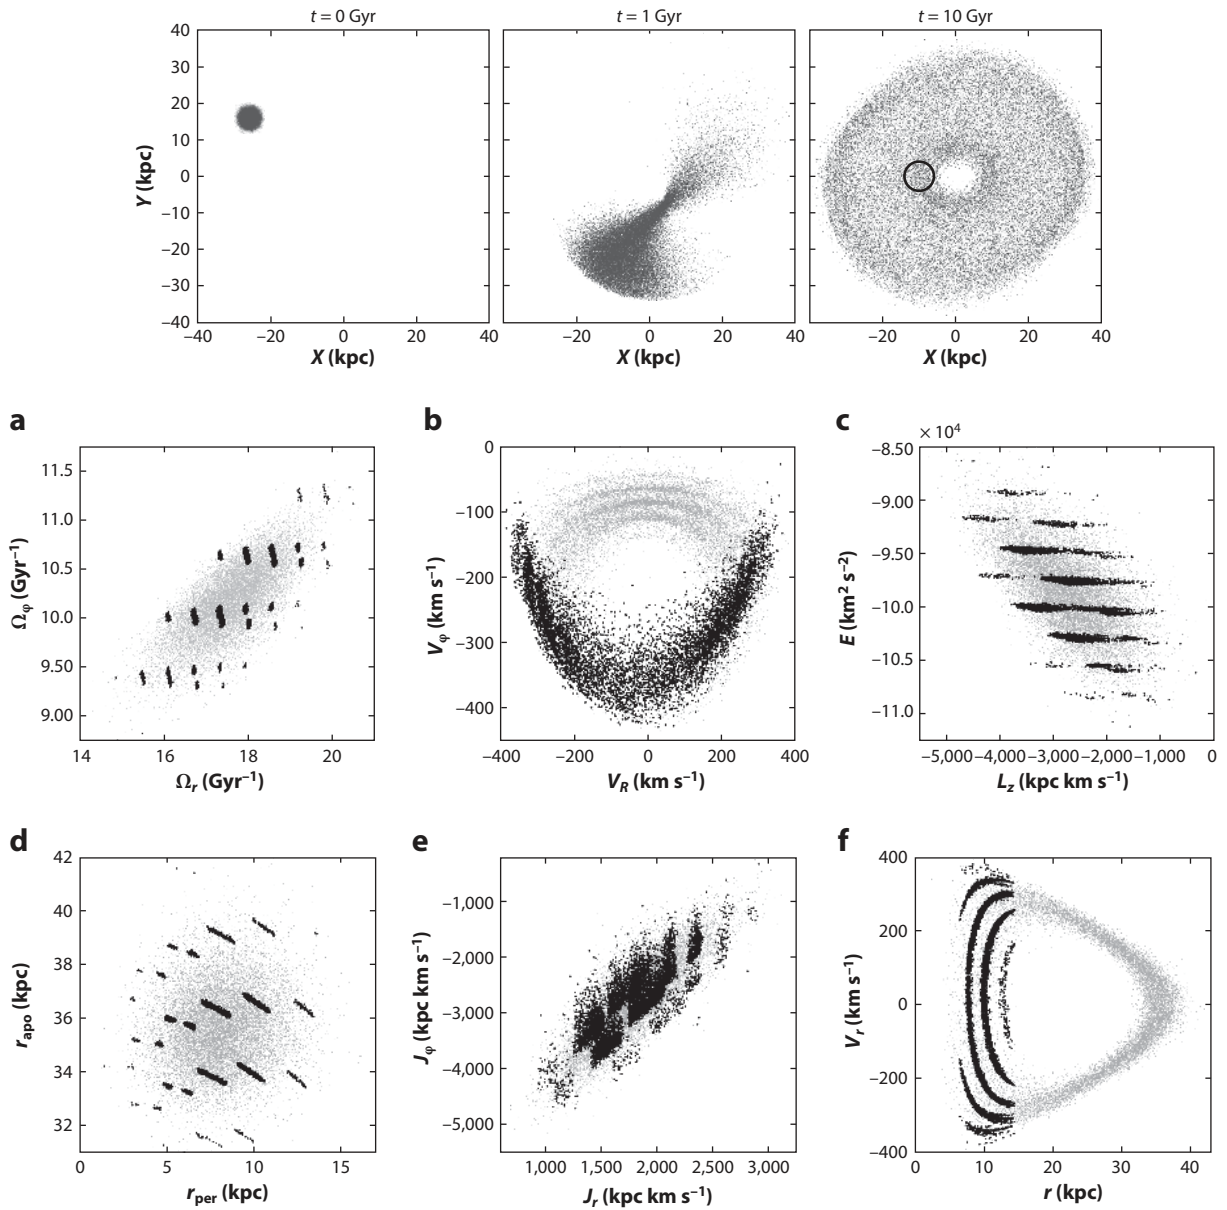 t = 0 Gyr
t = 1 Gyr
t = 10 Gyr
40
30
20
10
0
–10
–20
–30
–40
Y (kpc)
–40 –20 0 20 40
–20 0 20 40
–20 0 20 40
X (kpc)
X (kpc)
X (kpc)
a
11.5
11.0
10.5
10.0
9.50
9.00
Ωφ (Gyr⁻¹)
14 16 18 20
Ωr (Gyr⁻¹)
b
0
–100
–200
–300
–400
Vφ (km s⁻¹)
–400 –200 0 200 400
VR (km s⁻¹)
c
× 10⁴
–8.50
–9.00
–9.50
–10.0
–10.5
–11.0
E (km² s⁻²)
–5,000 –4,000 –3,000 –2,000 –1,000 0
Lz (kpc km s⁻¹)
d
42
40
38
36
34
32
rapo (kpc)
0 5 10 15
rper (kpc)
e
–1,000
–2,000
–3,000
–4,000
–5,000
Jφ (kpc km s⁻¹)
1,000 1,500 2,000 2,500 3,000
Jr (kpc km s⁻¹)
f
400
200
0
–200
–400
Vr (km s⁻¹)
0 10 20 30 40
r (kpc)